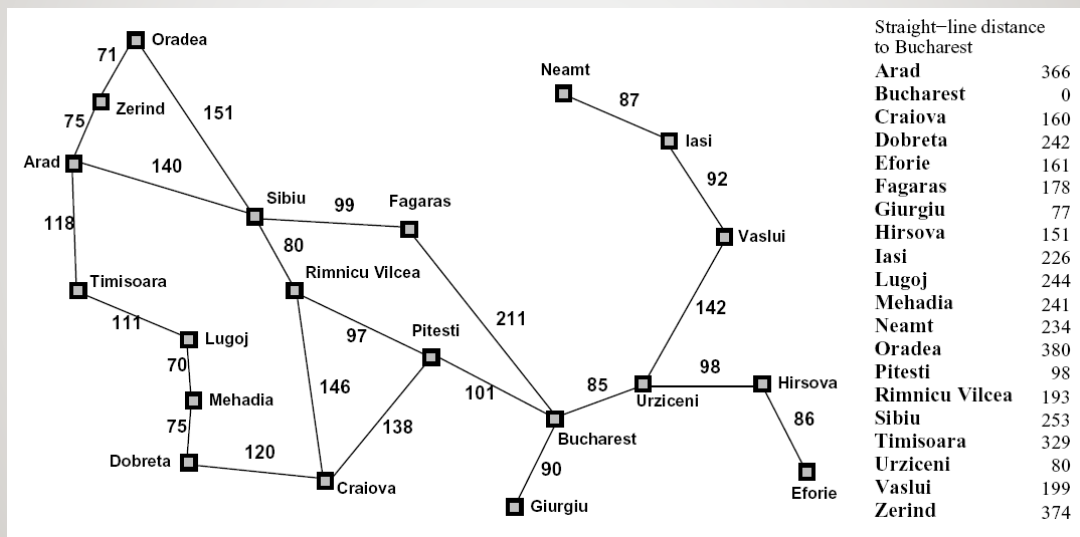 Oradea
71
Zerind
75
151
Arad
140
118
Sibiu
99
Fagaras
80
Rimnicu Vilcea
Timisoara
111
Lugoj
70
Mehadia
75
Dobreta
120
Craiova
146
97
Pitesti
138
101
211
Bucharest
90
Giurgiu
85
Urziceni
98
Hirsova
86
Eforie
142
Vaslui
92
Iasi
87
Neamt
Straight−line distance
to Bucharest
Arad 366
Bucharest 0
Craiova 160
Dobreta 242
Eforie 161
Fagaras 178
Giurgiu 77
Hirsova 151
Iasi 226
Lugoj 244
Mehadia 241
Neamt 234
Oradea 380
Pitesti 98
Rimnicu Vilcea 193
Sibiu 253
Timisoara 329
Urziceni 80
Vaslui 199
Zerind 374